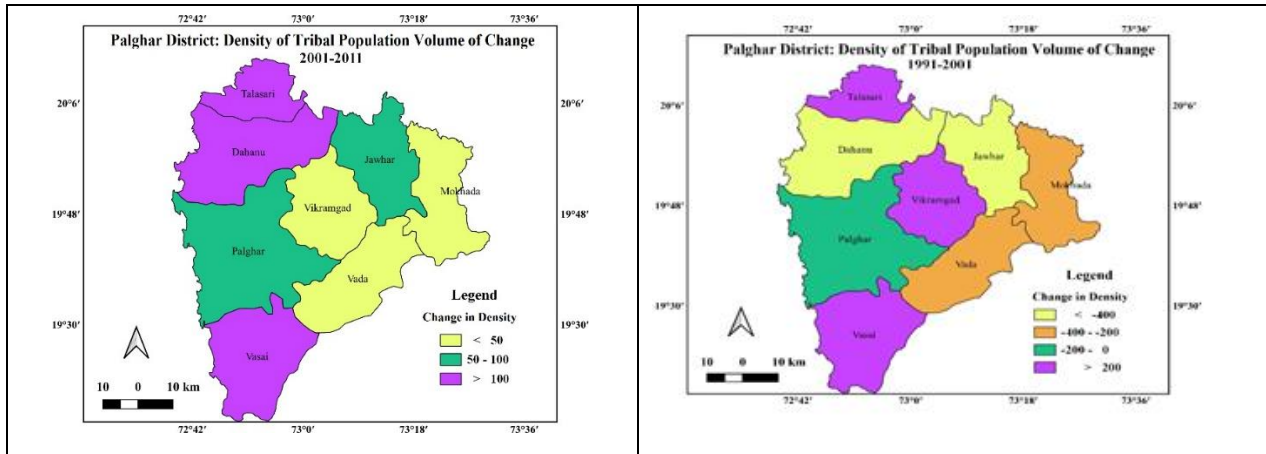 72°42' 73°0' 73°18' 73°36'
Palghar District: Density of Tribal Population Volume of Change
2001-2011
20°6' 20°6'
Talasari
Dahanu
Jawhar
Mokhada
Vikramgad
19°48' 19°48'
Palghar
Vada
Legend
Change in Density
< 50
50 - 100
> 100
19°30' 19°30'
Vasai
10 0 10 km
72°42' 73°0' 73°18' 73°36'
72°42' 73°0' 73°18' 73°36'
Palghar District: Density of Tribal Population Volume of Change
1991-2001
20°6' 20°6'
Talasari
Dahanu
Jawhar
Mokhada
Vikramgad
19°48' 19°48'
Palghar
Vada
Legend
Change in Density
< -400
-400 - -200
-200 - 0
> 200
19°30' 19°30'
Vasai
10 0 10 km
72°42' 73°0' 73°18' 73°36'